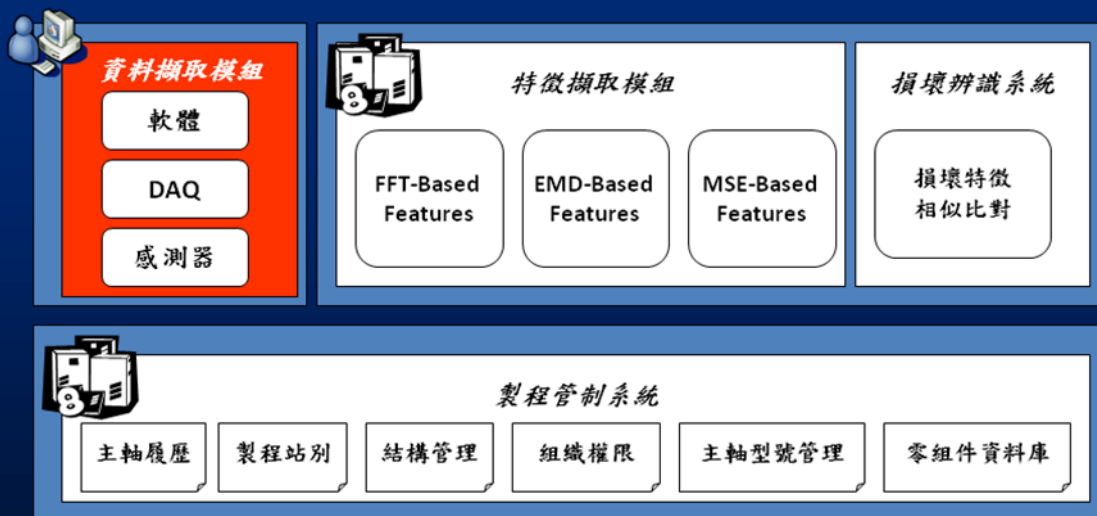 資料擷取模組
軟體
DAQ
感測器
特徵擷取模組
FFT-Based
Features
EMD-Based
Features
MSE-Based
Features
損壞辨識系統
損壞特徵
相似比對
製程管制系統
主軸履歷
製程站別
結構管理
組織權限
主軸型號管理
零組件資料庫